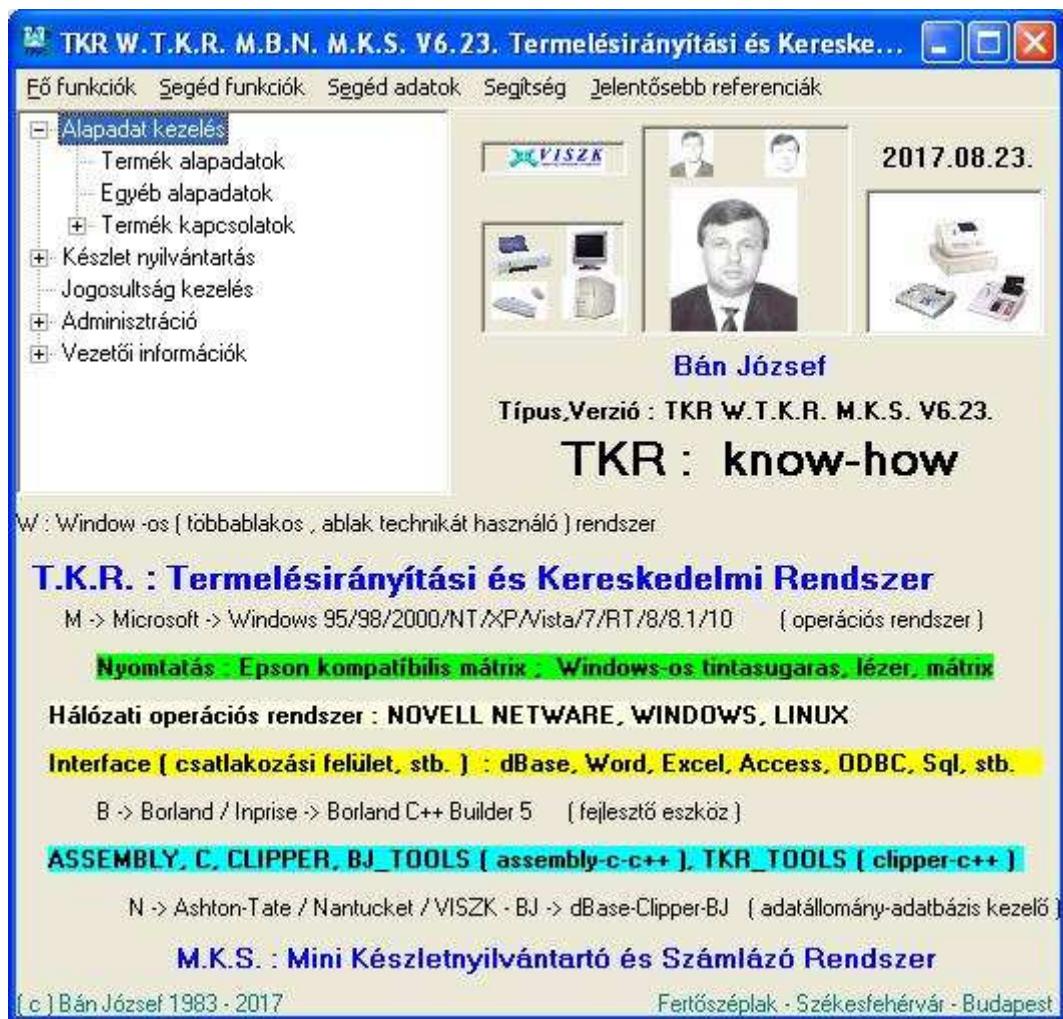 TKR W.T.K.R. M.B.N. M.K.S. V6.23. Termelésirányítási és Kereske...
Fő funkciók Segéd funkciók Segéd adatok Segítség Jelentősebb referenciák
Alapadat kezelés
Termék alapadatok
Egyéb alapadatok
Termék kapcsolatok
Készlet nyilvántartás
Jogosultság kezelés
Adminisztráció
Vezetői információk
VISZK
2017.08.23.
Bán József
Típus,Verzió : TKR W.T.K.R. M.K.S. V6.23.
TKR : know-how
W : Window -os ( többablakos , ablak technikát használó ) rendszer
T.K.R. : Termelésirányítási és Kereskedelmi Rendszer
M -> Microsoft -> Windows 95/98/2000/NT/XP/Vista/7/RT/8/8.1/10 ( operációs rendszer )
Nyomtatás : Epson kompatíbilis mátrix ; Windows-os tintasugaras, lézer, mátrix
Hálózati operációs rendszer : NOVELL NETWARE, WINDOWS, LINUX
Interface ( csatlakozási felület, stb. ) : dBase, Word, Excel, Access, ODBC, Sql, stb.
B -> Borland / Inprise -> Borland C++ Builder 5 ( fejlesztő eszköz )
ASSEMBLY, C, CLIPPER, BJ_TOOLS ( assembly-c-c++ ), TKR_TOOLS ( clipper-c++ )
N -> Ashton-Tate / Nantucket / VISZK - BJ -> dBase-Clipper-BJ ( adatállomány-adatbázis kezelő )
M.K.S. : Mini Készletnyilvántartó és Számlázó Rendszer
( c ) Bán József 1983 - 2017 Fertőszéplak - Székesfehérvár - Budapest